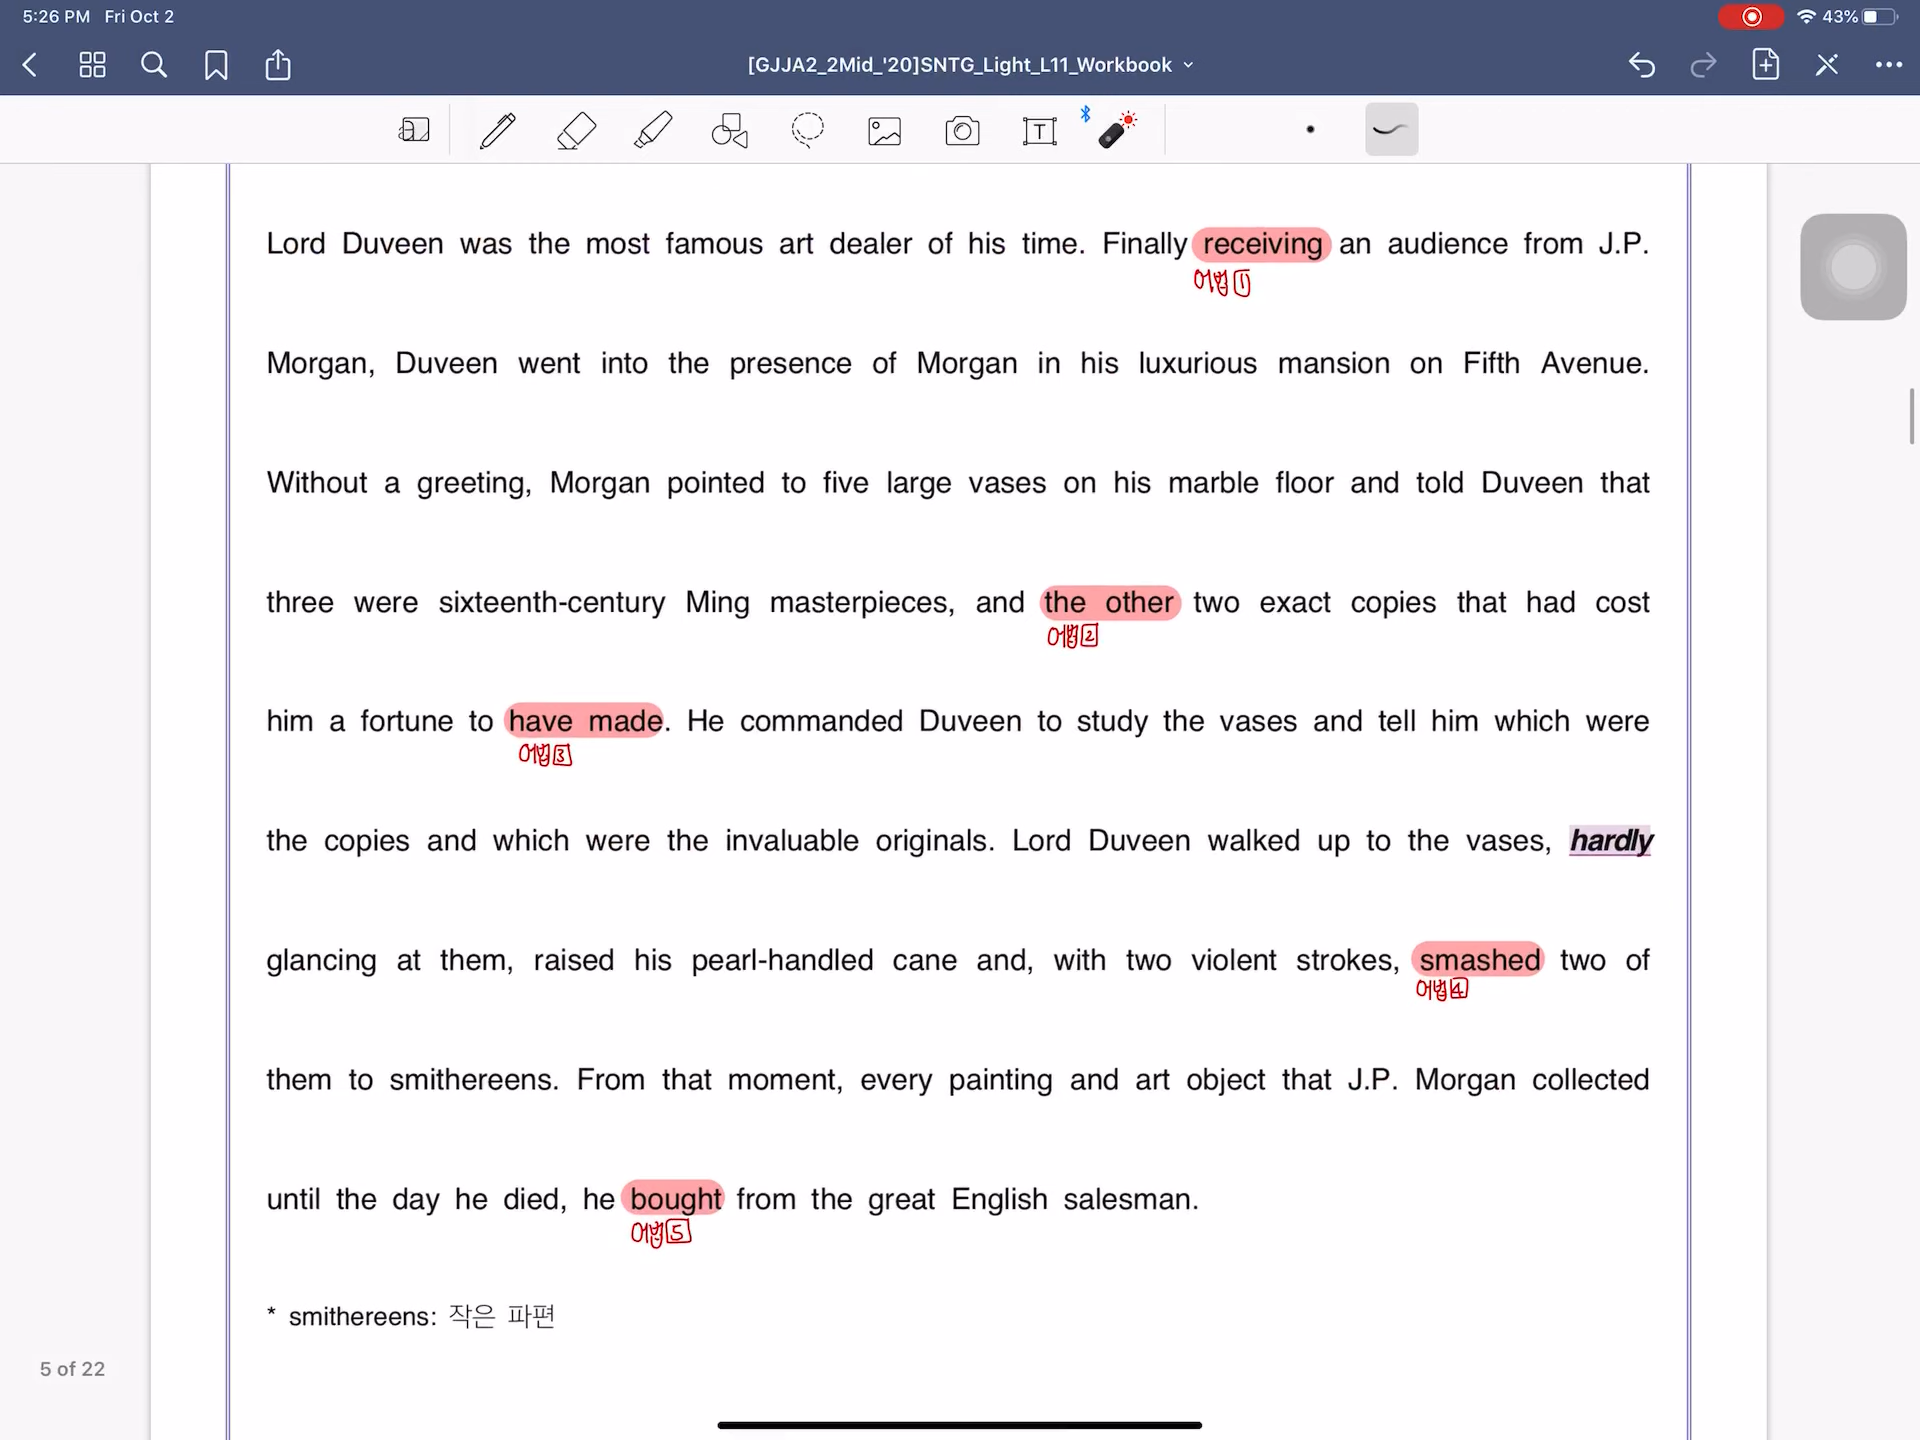 5:26 PM Fri Oct 2
43%
[GJJA2_2Mid_'20]SNTG_Light_L11_Workbook
Lord Duveen was the most famous art dealer of his time. Finally receiving an audience from J.P.
어법 1
Morgan, Duveen went into the presence of Morgan in his luxurious mansion on Fifth Avenue.
Without a greeting, Morgan pointed to five large vases on his marble floor and told Duveen that
three were sixteenth-century Ming masterpieces, and the other two exact copies that had cost
어법 2
him a fortune to have made. He commanded Duveen to study the vases and tell him which were
어법 3
the copies and which were the invaluable originals. Lord Duveen walked up to the vases, hardly
glancing at them, raised his pearl-handled cane and, with two violent strokes, smashed two of
어법 4
them to smithereens. From that moment, every painting and art object that J.P. Morgan collected
until the day he died, he bought from the great English salesman.
어법 5
* smithereens: 작은 파편
5 of 22